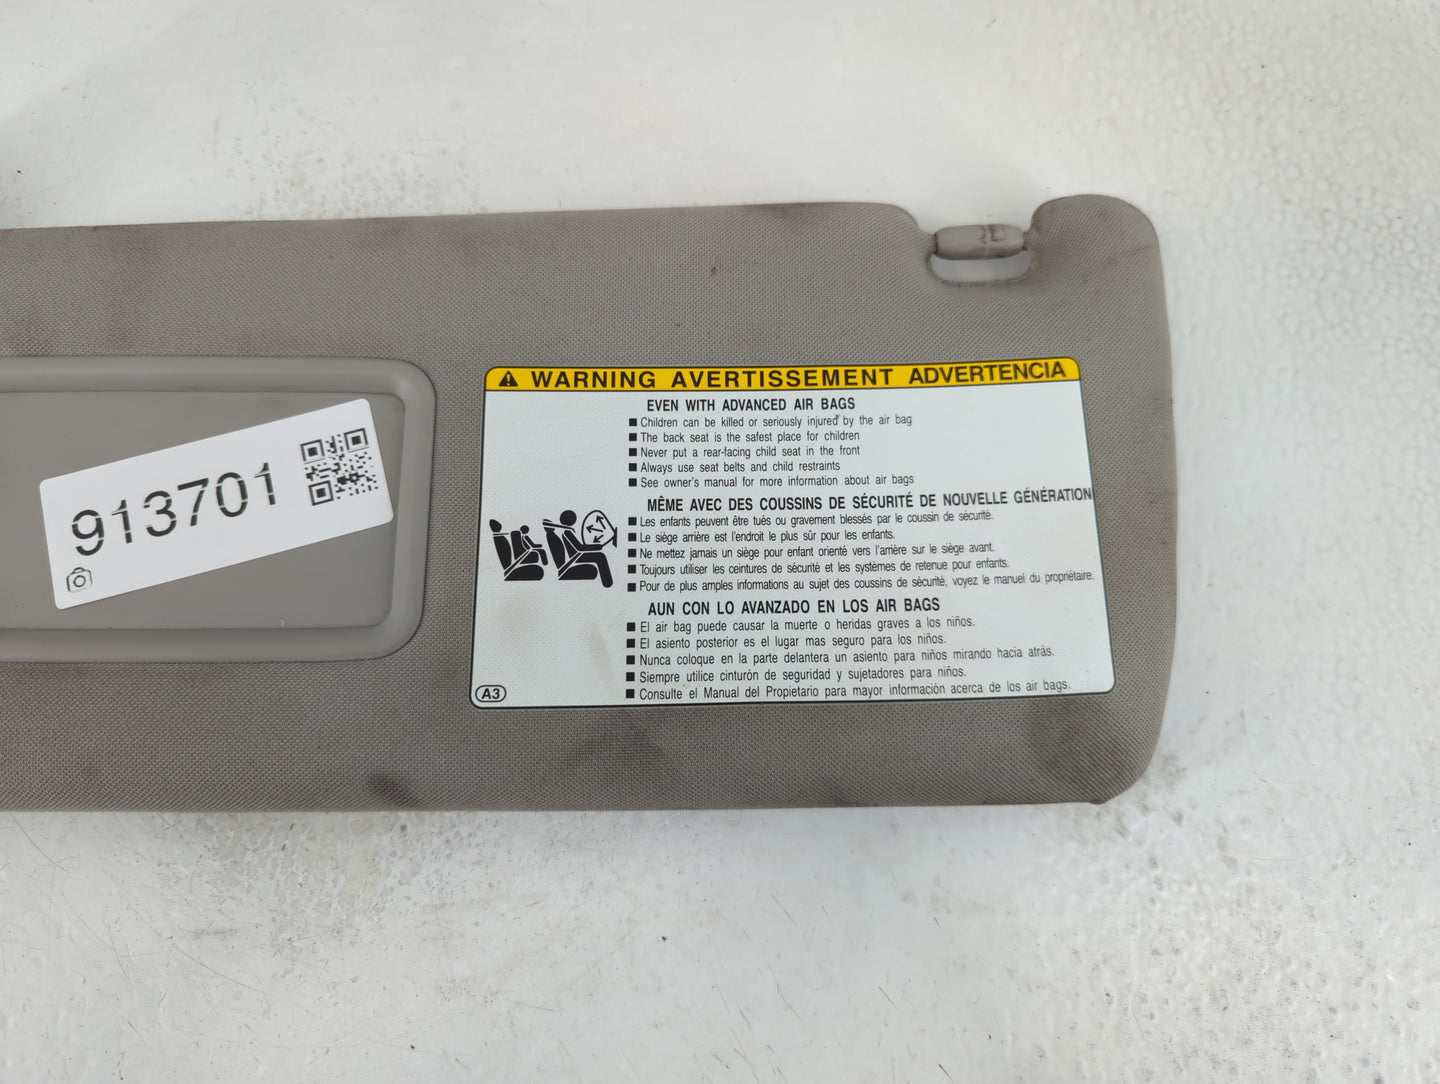 913701
WARNING AVERTISSEMENT ADVERTENCIA
EVEN WITH ADVANCED AIR BAGS
■ Children can be killed or seriously injured by the air bag
■ The back seat is the safest place for children
■ Never put a rear-facing child seat in the front
■ Always use seat belts and child restraints
■ See owner's manual for more information about air bags
MÊME AVEC DES COUSSINS DE SÉCURITÉ DE NOUVELLE GÉNÉRATION
■ Les enfants peuvent être tués ou gravement blessés par le coussin de sécurité.
■ Le siège arrière est l'endroit le plus sûr pour les enfants.
■ Ne mettez jamais un siège pour enfant orienté vers l'arrière sur le siège avant.
■ Toujours utiliser les ceintures de sécurité et les systèmes de retenue pour enfants.
■ Pour de plus amples informations au sujet des coussins de sécurité, voyez le manuel du propriétaire.
AUN CON LO AVANZADO EN LOS AIR BAGS
■ El air bag puede causar la muerte o heridas graves a los niños.
■ El asiento posterior es el lugar mas seguro para los niños.
■ Nunca coloque en la parte delantera un asiento para niños mirando hacia atrás.
■ Siempre utilice cinturón de seguridad y sujetadores para niños.
■ Consulte el Manual del Propietario para mayor información acerca de los air bags.
A3